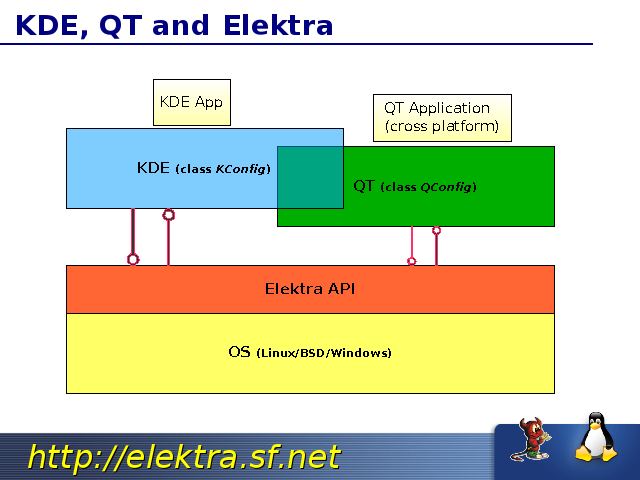 KDE, QT and Elektra
KDE App
QT Application
(cross platform)
KDE (class KConfig)
QT (class QConfig)
Elektra API
OS (Linux/BSD/Windows)
http://elektra.sf.net